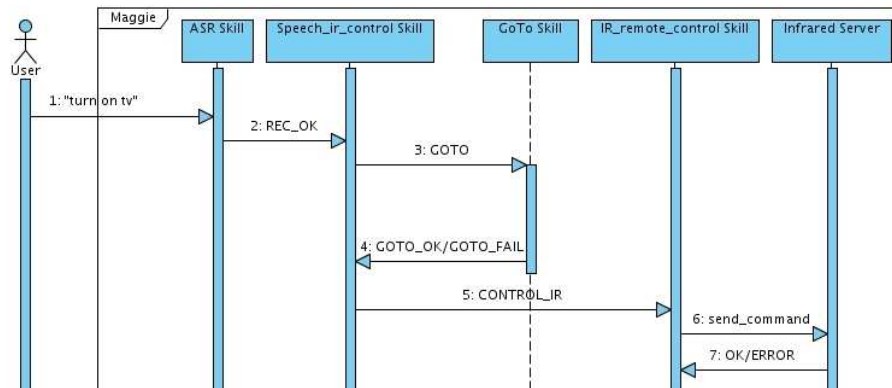 Maggie
ASR Skill
Speech_ir_control Skill
GoTo Skill
IR_remote_control Skill
Infrared Server
User
1: "turn on tv"
2: REC_OK
3: GOTO
4: GOTO_OK/GOTO_FAIL
5: CONTROL_IR
6: send_command
7: OK/ERROR